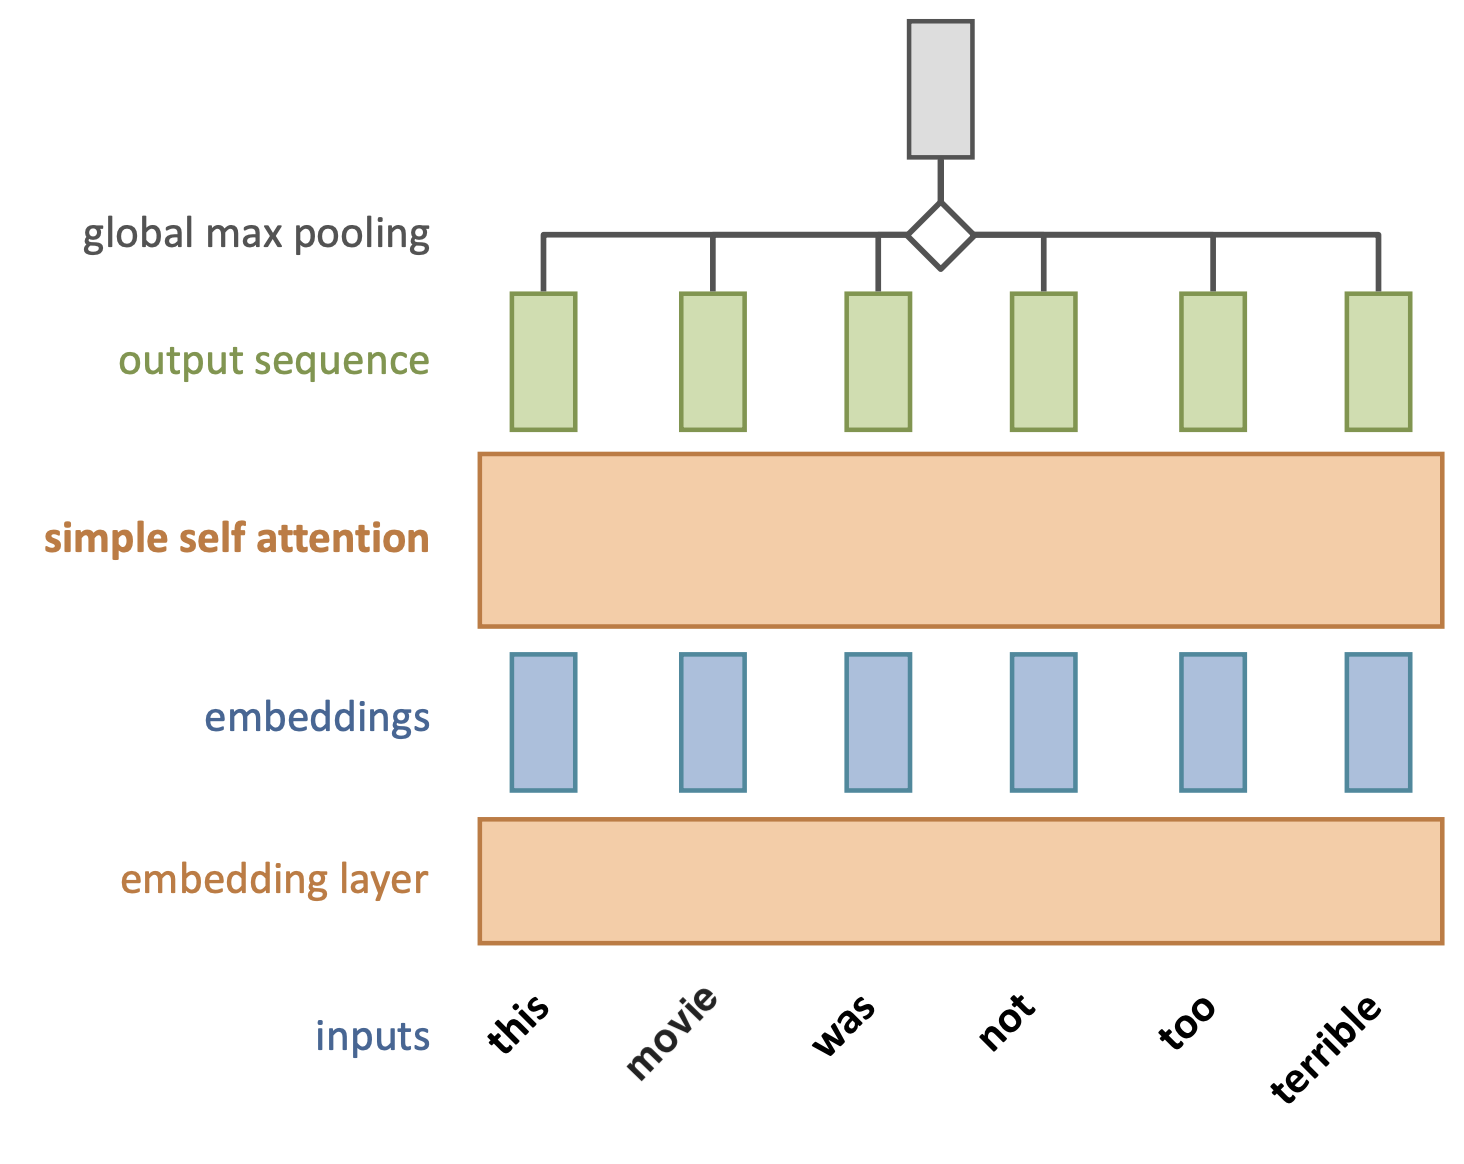 global max pooling
output sequence
simple self attention
embeddings
embedding layer
inputs
this
movie
was
not
too
terrible